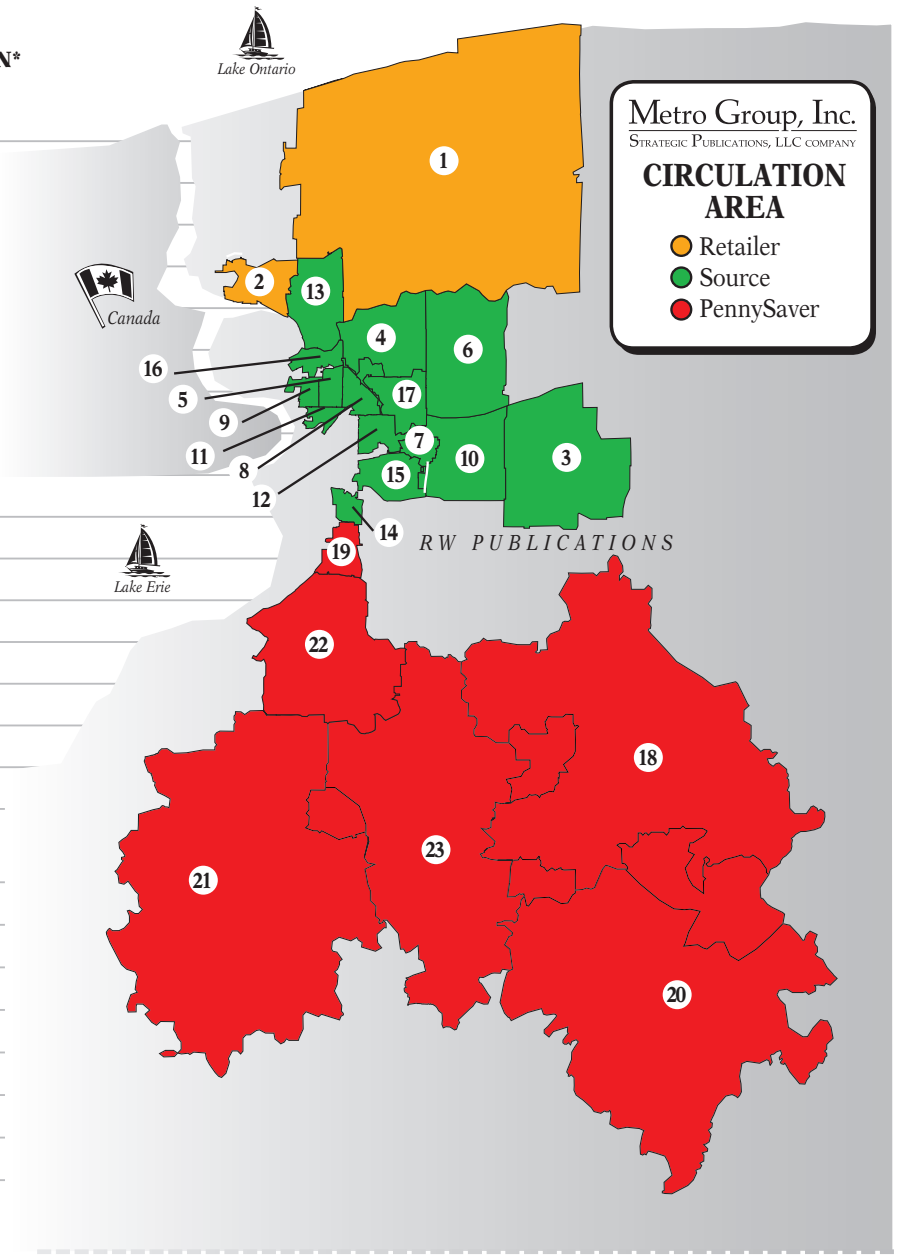 N*
Lake Ontario
Metro Group, Inc.
Strategic Publications, LLC company
CIRCULATION
AREA
Retailer
Source
PennySaver
1
2
13
Canada
4
6
16
5
17
9
7
11
10
3
8
15
12
14
RW PUBLICATIONS
19
Lake Erie
22
18
23
21
20